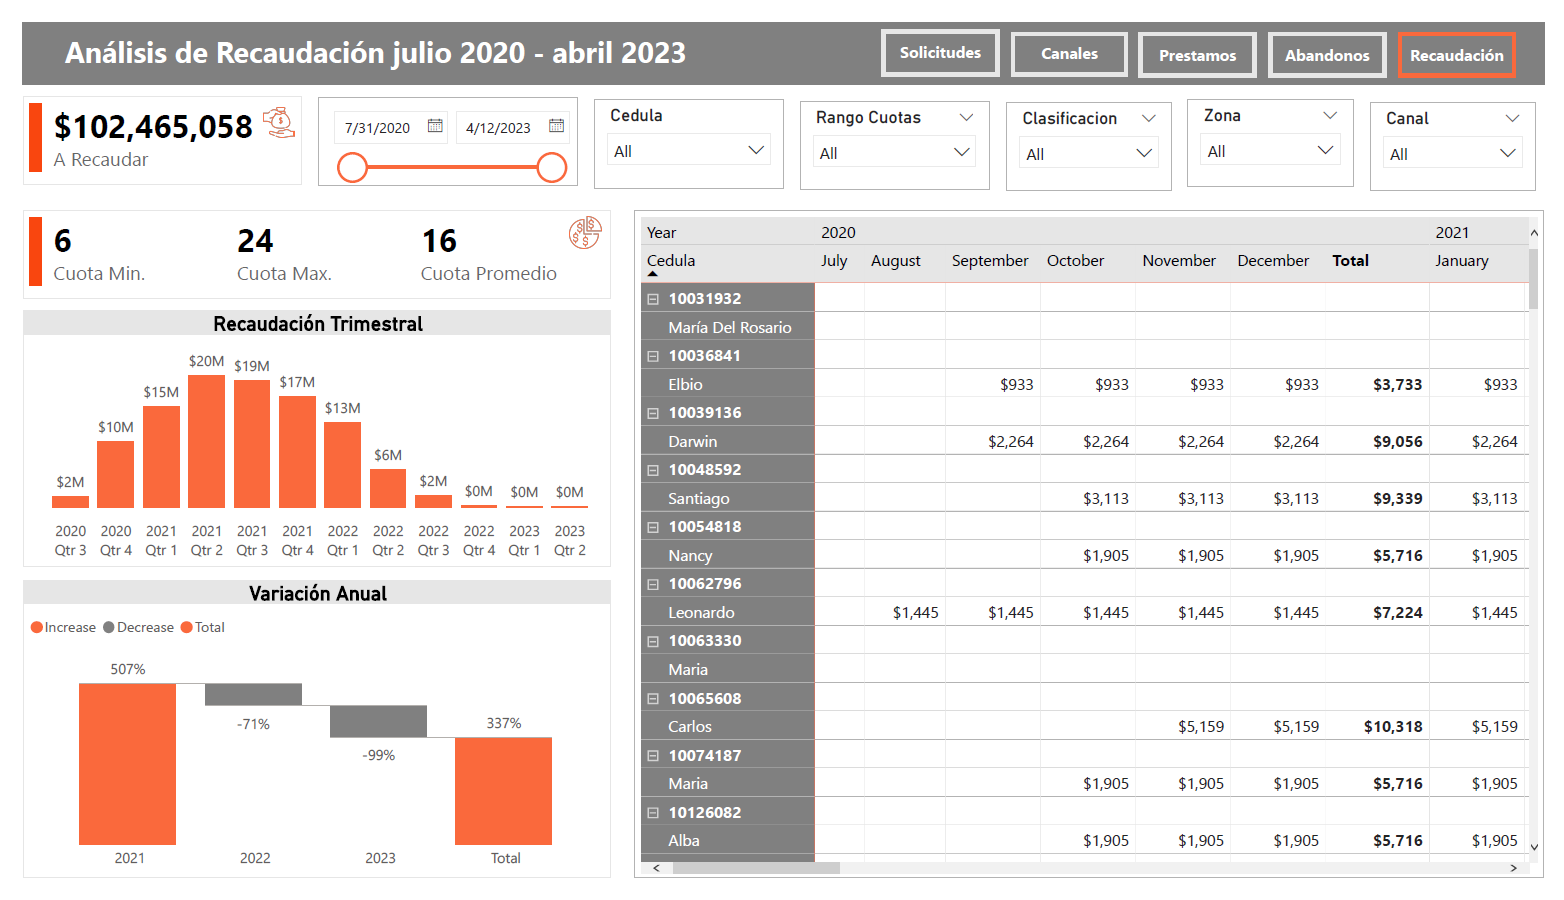 Análisis de Recaudación julio 2020 - abril 2023
Solicitudes
Canales
Prestamos
Abandonos
Recaudación
$102,465,058
A Recaudar
7/31/2020
4/12/2023
Cedula
All
Rango Cuotas
All
Clasificacion
All
Zona
All
Canal
All
6
Cuota Min.
24
Cuota Max.
16
Cuota Promedio
Recaudación Trimestral
$2M
$10M
$15M
$20M
$19M
$17M
$13M
$6M
$2M
$0M
$0M
$0M
2020 Qtr 3
2020 Qtr 4
2021 Qtr 1
2021 Qtr 2
2021 Qtr 3
2021 Qtr 4
2022 Qtr 1
2022 Qtr 2
2022 Qtr 3
2022 Qtr 4
2023 Qtr 1
2023 Qtr 2
Variación Anual
Increase Decrease Total
507%
-71%
-99%
337%
2021 2022 2023 Total
Year 2020 2021
Cedula July August September October November December Total January
10031932
María Del Rosario
10036841
Elbio $933 $933 $933 $933 $3,733 $933
10039136
Darwin $2,264 $2,264 $2,264 $2,264 $9,056 $2,264
10048592
Santiago $3,113 $3,113 $3,113 $9,339 $3,113
10054818
Nancy $1,905 $1,905 $1,905 $5,716 $1,905
10062796
Leonardo $1,445 $1,445 $1,445 $1,445 $1,445 $7,224 $1,445
10063330
Maria
10065608
Carlos $5,159 $5,159 $10,318 $5,159
10074187
Maria $1,905 $1,905 $1,905 $5,716 $1,905
10126082
Alba $1,905 $1,905 $1,905 $5,716 $1,905